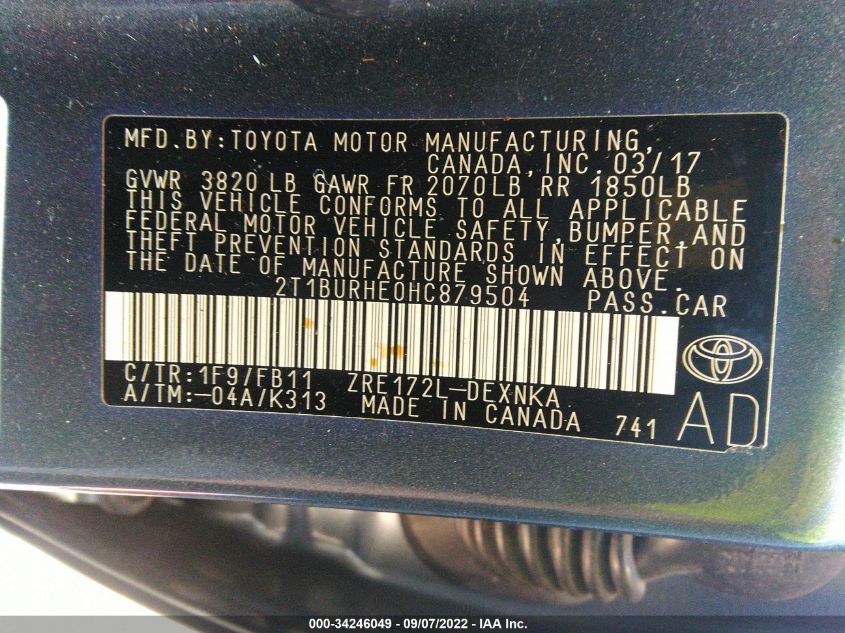 MFD.BY:TOYOTA MOTOR MANUFACTURING,
CANADA,INC. 03/17
GVWR 3820 LB GAWR FR 2070LB RR 1850LB
THIS VEHICLE CONFORMS TO ALL APPLICABLE
FEDERAL MOTOR VEHICLE SAFETY,BUMPER,AND
THEFT PREVENTION STANDARDS IN EFFECT ON
THE DATE OF MANUFACTURE SHOWN ABOVE.
2T1BURHE0HC879504 PASS.CAR
C/TR:1F9/FB11 ZRE172L-DEXNKA
A/TM:-04A/K313 MADE IN CANADA 741 AD
000-34246049 - 09/07/2022 - IAA Inc.